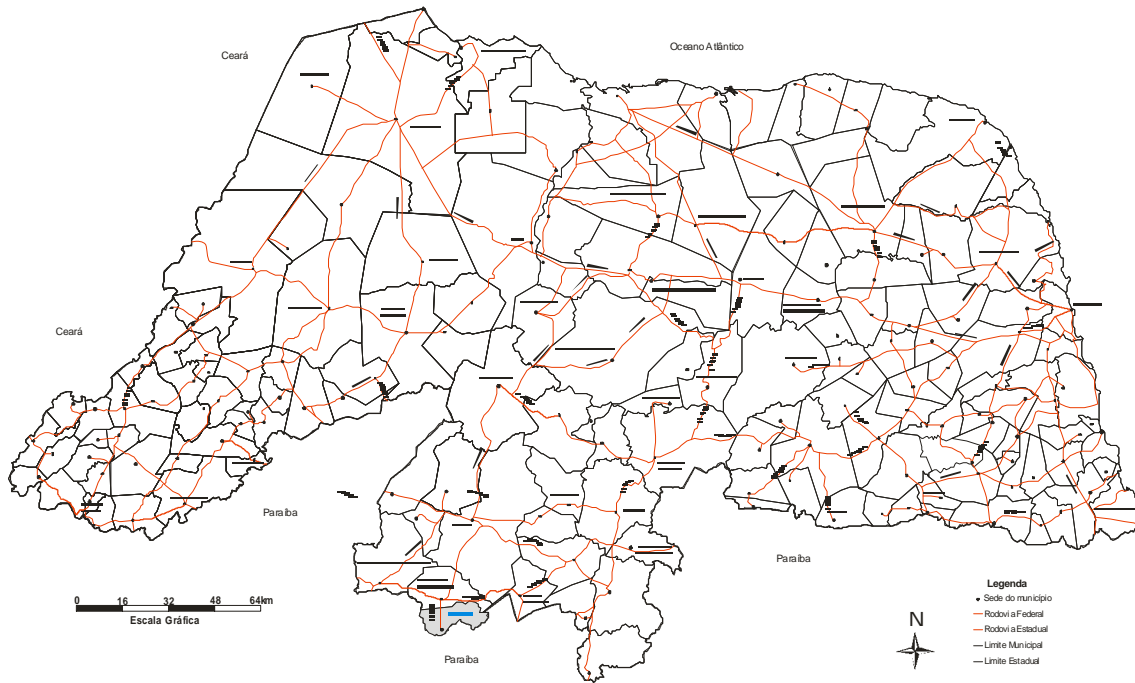 Ceará
Oceano Atlântico
Ceará
Paraíba
Paraíba
Paraíba
0 16 32 48 64km
Escala Gráfica
N
Legenda
Sede do município
Rodovia Federal
Rodovia Estadual
Limite Municipal
Limite Estadual